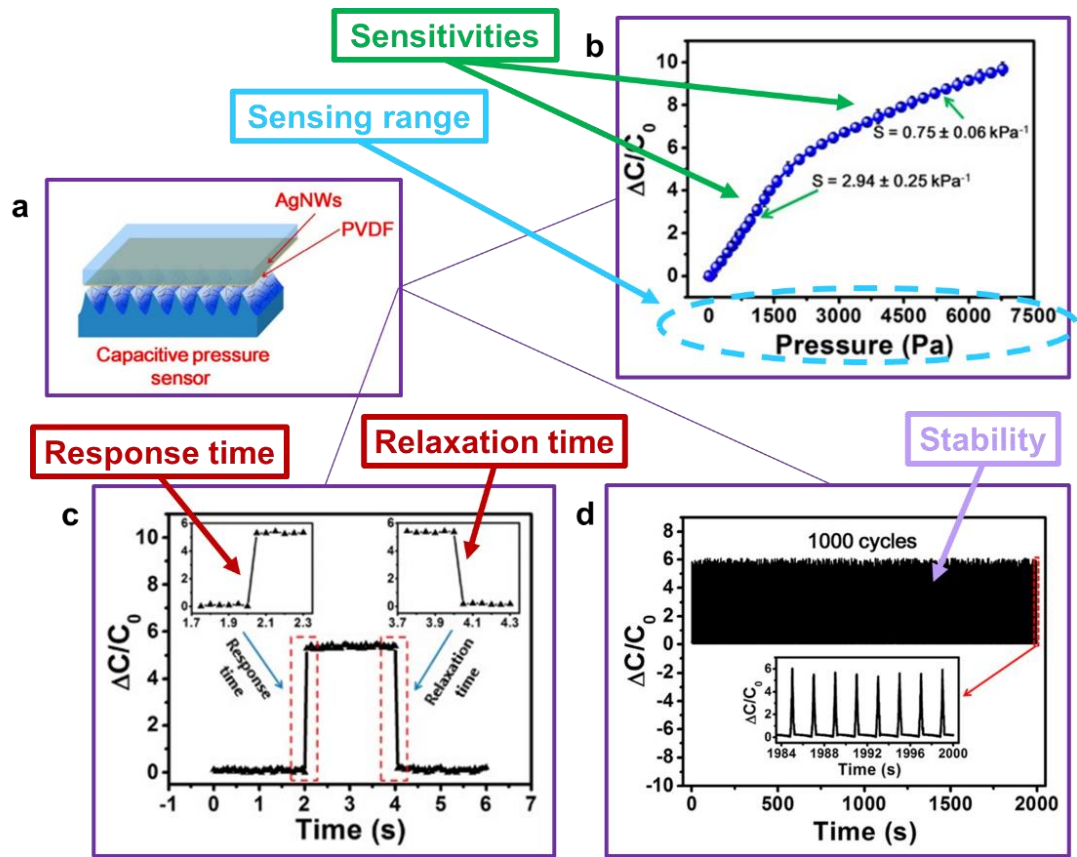 Sensitivities
Sensing range
a
AgNWs
PVDF
Capacitive pressure
sensor
b
10
8
6
4
2
0
ΔC/C₀
S = 0.75 ± 0.06 kPa⁻¹
S = 2.94 ± 0.25 kPa⁻¹
0 1500 3000 4500 6000 7500
Pressure (Pa)
Response time
Relaxation time
Stability
c
10
8
6
4
2
0
ΔC/C₀
6
4
2
0
1.7 1.9 2.1 2.3
6
4
2
0
3.7 3.9 4.1 4.3
Response
time
Relaxation
time
-1 0 1 2 3 4 5 6 7
Time (s)
d
8
6
4
2
0
-2
-4
-6
-8
-10
ΔC/C₀
1000 cycles
6
4
2
0
ΔC/C₀
1984 1988 1992 1996 2000
Time (s)
0 500 1000 1500 2000
Time (s)